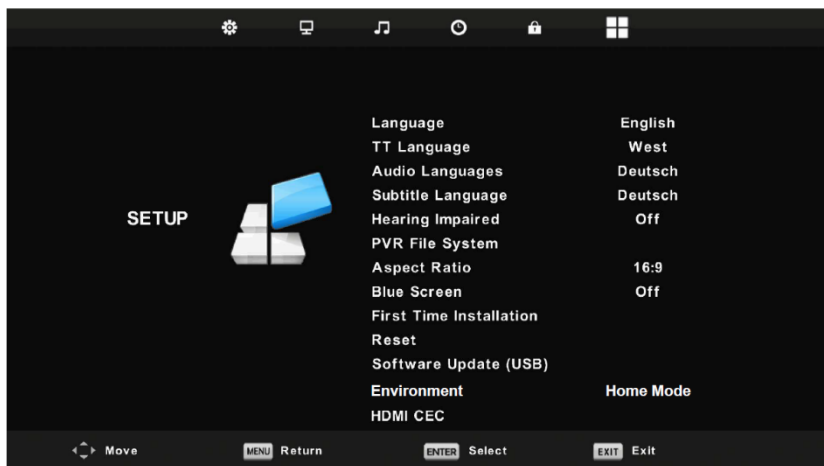 Language English
TT Language West
Audio Languages Deutsch
Subtitle Language Deutsch
SETUP
Hearing Impaired Off
PVR File System
Aspect Ratio 16:9
Blue Screen Off
First Time Installation
Reset
Software Update (USB)
Environment Home Mode
HDMI CEC
Move MENU Return ENTER Select EXIT Exit